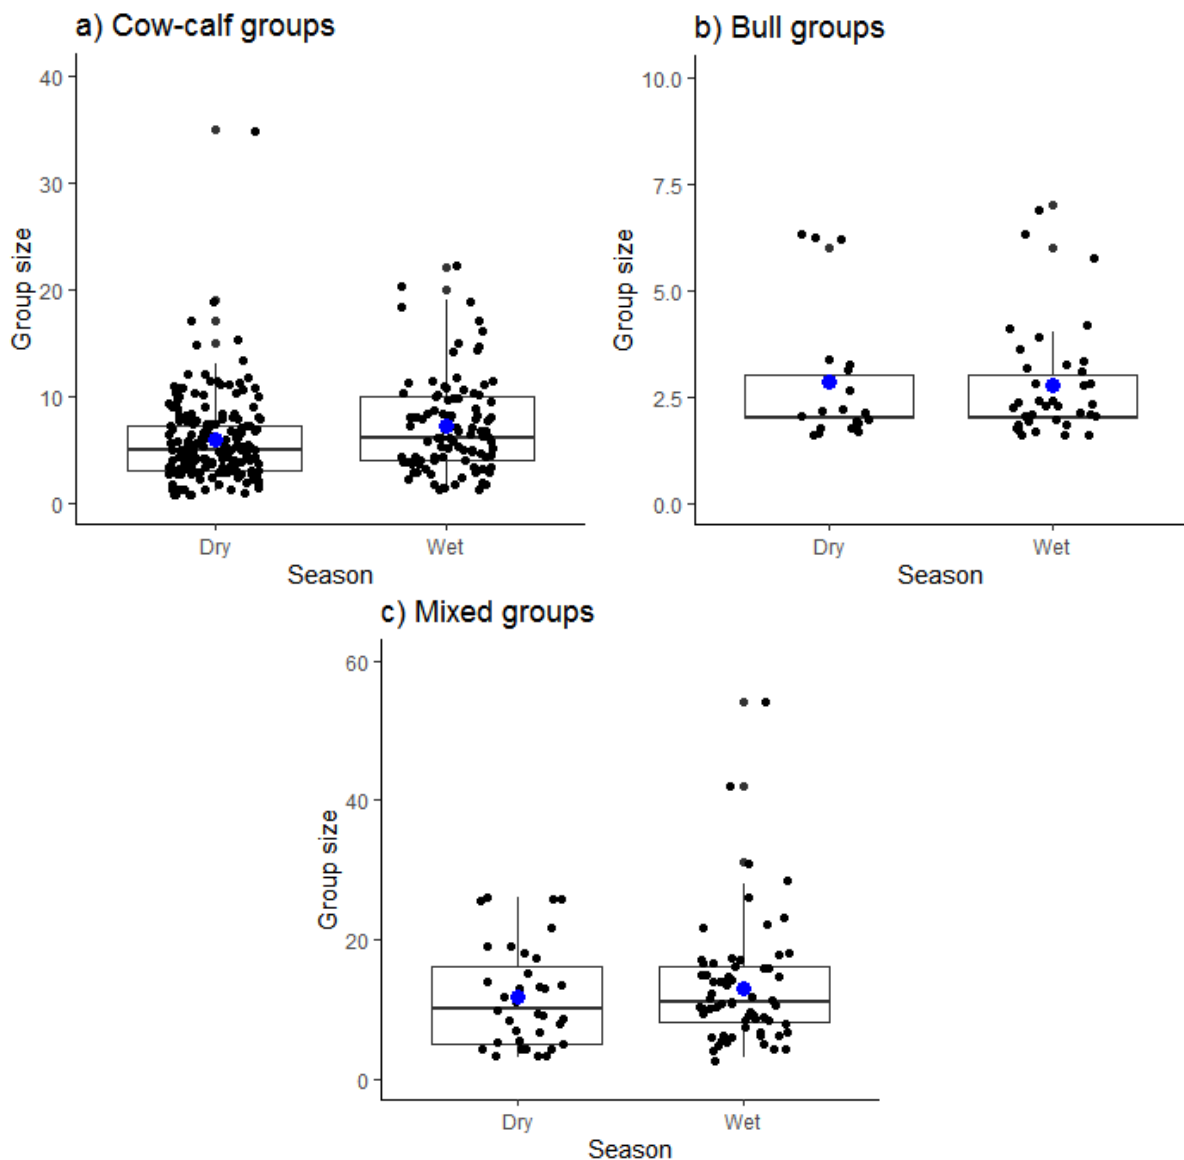 a) Cow-calf groups
40
30
20
10
0
Group size
Dry Wet
Season
b) Bull groups
10.0
7.5
5.0
2.5
0.0
Group size
Dry Wet
Season
c) Mixed groups
60
40
20
0
Group size
Dry Wet
Season